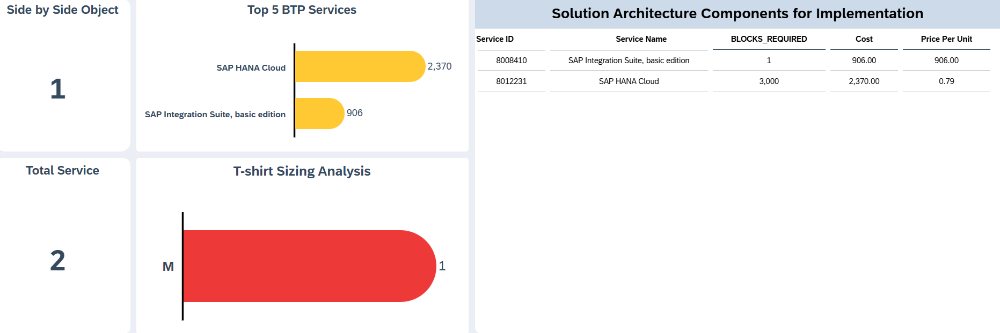 Side by Side Object
1
Top 5 BTP Services
SAP HANA Cloud
2,370
SAP Integration Suite, basic edition
906
Total Service
2
T-shirt Sizing Analysis
M
1
Solution Architecture Components for Implementation
Service ID Service Name BLOCKS_REQUIRED Cost Price Per Unit
8008410 SAP Integration Suite, basic edition 1 906.00 906.00
8012231 SAP HANA Cloud 3,000 2,370.00 0.79